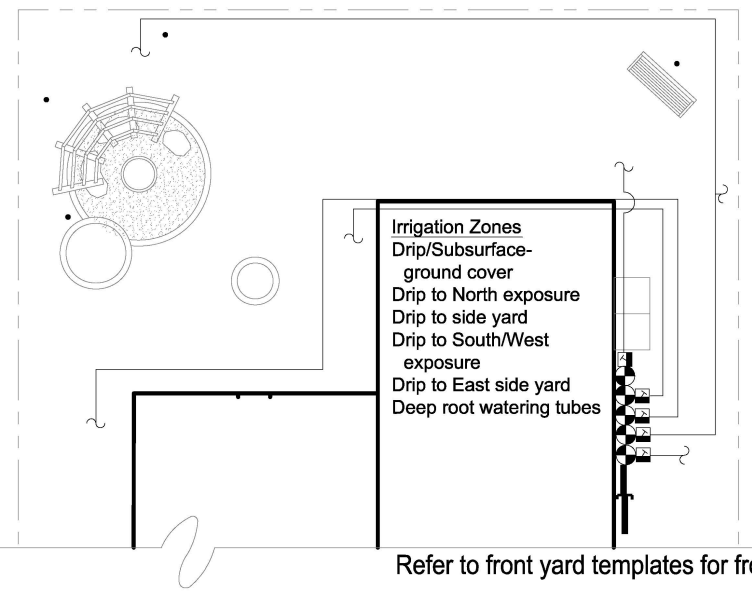 Irrigation Zones
Drip/Subsurface-
ground cover
Drip to North exposure
Drip to side yard
Drip to South/West
exposure
Drip to East side yard
Deep root watering tubes
Refer to front yard templates for fr